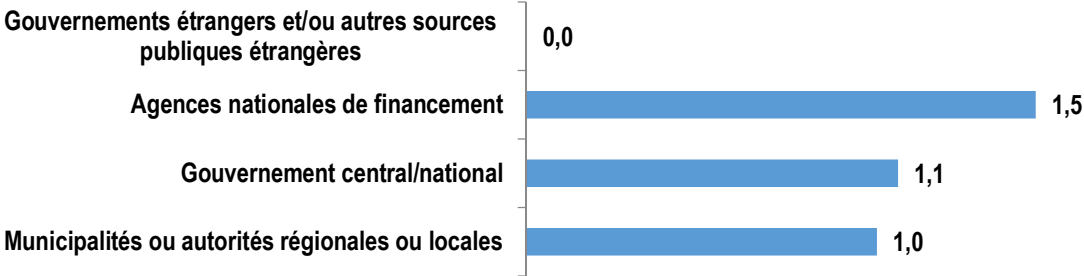 Gouvernements étrangers et/ou autres sources
publiques étrangères
0,0
Agences nationales de financement
1,5
Gouvernement central/national
1,1
Municipalités ou autorités régionales ou locales
1,0